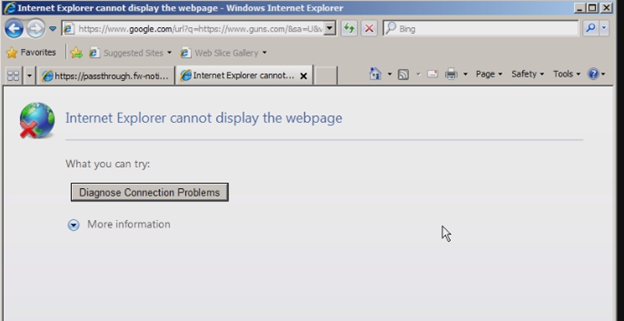 Internet Explorer cannot display the webpage - Windows Internet Explorer
https://www.google.com/url?q=https://www.guns.com/&sa=U&v
Bing
Favorites Suggested Sites Web Slice Gallery
https://passthrough.fw-noti... Internet Explorer cannot... Page Safety Tools
Internet Explorer cannot display the webpage
What you can try:
Diagnose Connection Problems
More information